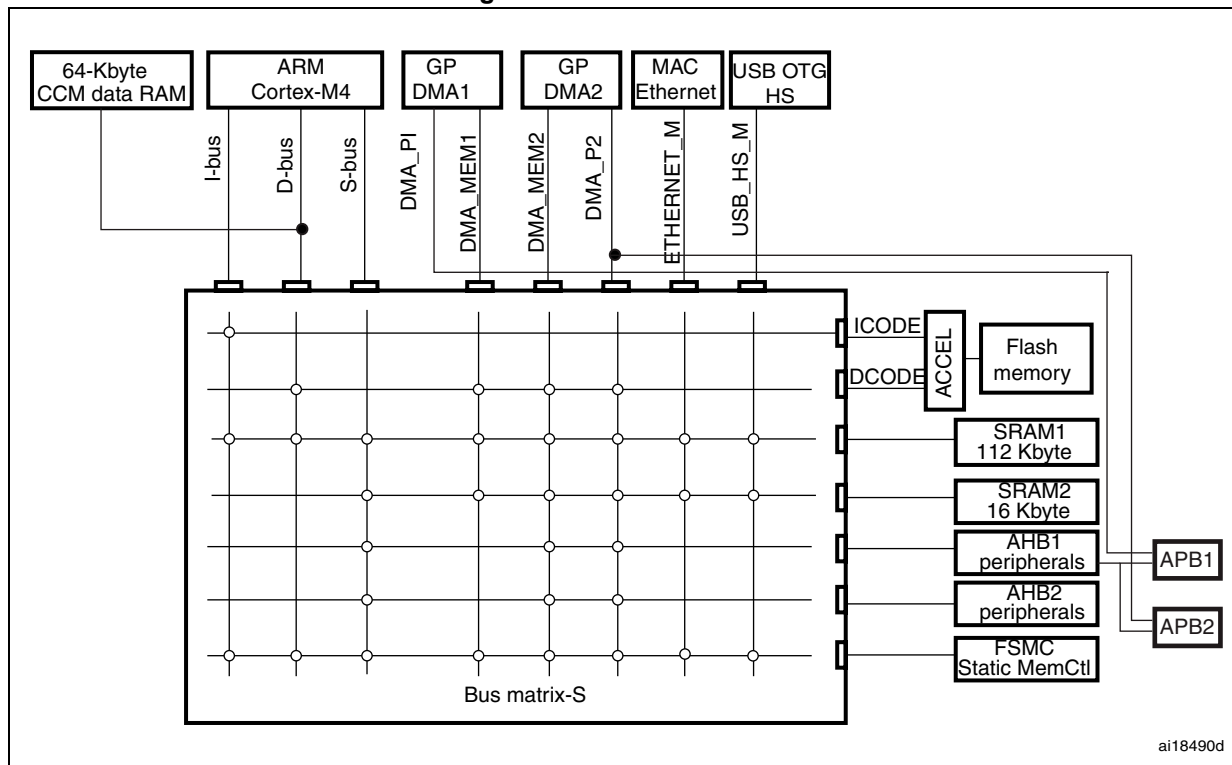 64-Kbyte
CCM data RAM
ARM
Cortex-M4
GP
DMA1
GP
DMA2
MAC
Ethernet
USB OTG
HS
I-bus
D-bus
S-bus
DMA_PI
DMA_MEM1
DMA_MEM2
DMA_P2
ETHERNET_M
USB_HS_M
ICODE
DCODE
ACCEL
Flash
memory
SRAM1
112 Kbyte
SRAM2
16 Kbyte
AHB1
peripherals
AHB2
peripherals
FSMC
Static MemCtl
APB1
APB2
Bus matrix-S
ai18490d